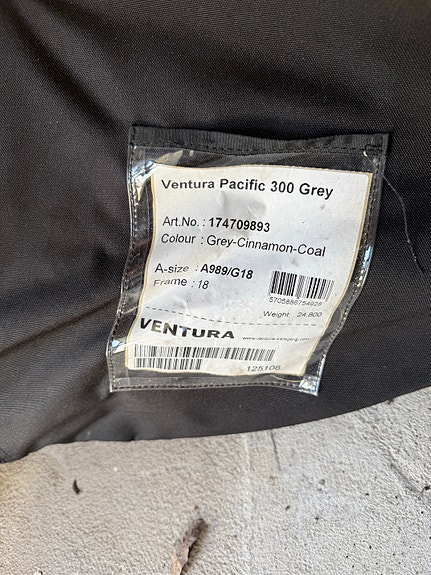 Ventura Pacific 300 Grey
Art.No. : 174709893
Colour : Grey-Cinnamon-Coal
A-size : A989/G18
Frame : 18
5705886754928
Weight 24,800
VENTURA
125108